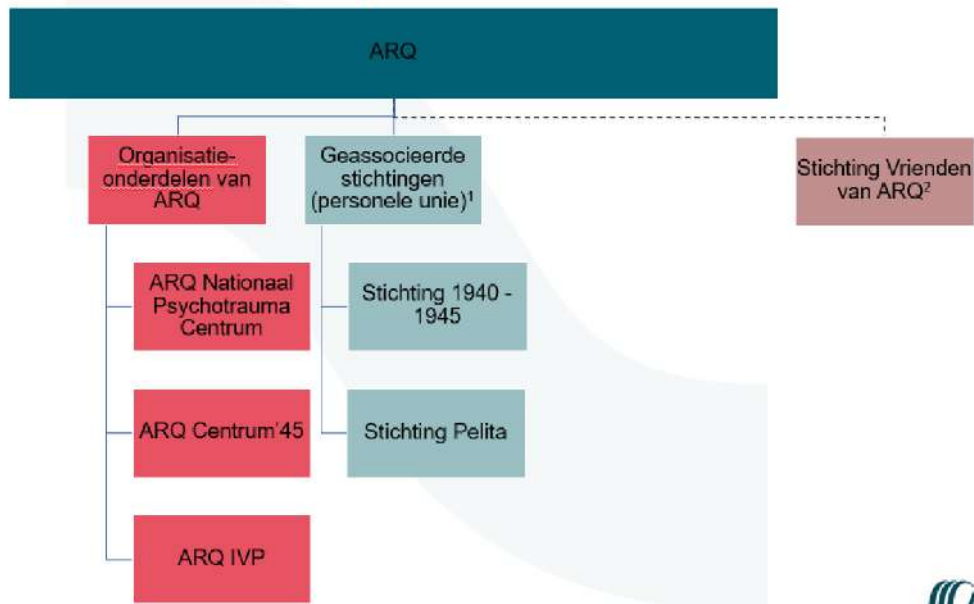 ARQ
Organisatie-
onderdelen van
ARQ
Geassocieerde
stichtingen
(personele unie)¹
Stichting Vrienden
van ARQ²
ARQ Nationaal
Psychotrauma
Centrum
Stichting 1940 -
1945
ARQ Centrum'45
Stichting Pelita
ARQ IVP